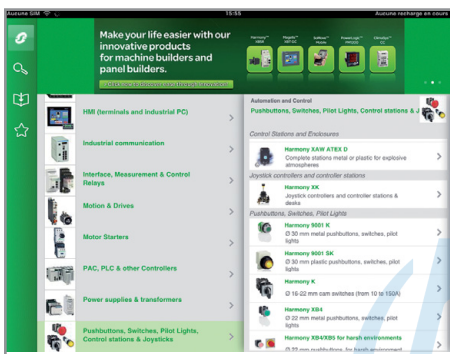 Aucune SIM
15:55
Aucune recharge en cours
Make your life easier with our
innovative products
for machine builders and
panel builders.
HMI (terminals and industrial PC)
Industrial communication
Interface, Measurement & Control
Relays
Motion & Drives
Motor Starters
PAC, PLC & other Controllers
Power supplies & transformers
Pushbuttons, Switches, Pilot Lights,
Control stations & Joysticks
Automation and Control
Pushbuttons, Switches, Pilot Lights, Control stations & J
Control Stations and Enclosures
Harmony XAW ATEX D
Complete stations metal or plastic for explosive
atmospheres
Joystick controllers and controller stations
Harmony XK
Joystick controllers and controller stations &
desks
Pushbuttons, Switches, Pilot Lights
Harmony 9001 K
Ø 30 mm metal pushbuttons, switches, pilot
lights
Harmony 9001 SK
Ø 30 mm plastic pushbuttons, switches, pilot
lights
Harmony K
Ø 16-22 mm cam switches (from 10 to 150A)
Harmony XB4
Ø 22 mm metal pushbuttons, switches, pilot
lights
Harmony XB4/XB5 for harsh environments
Ø 22 mm pushbuttons for harsh environment